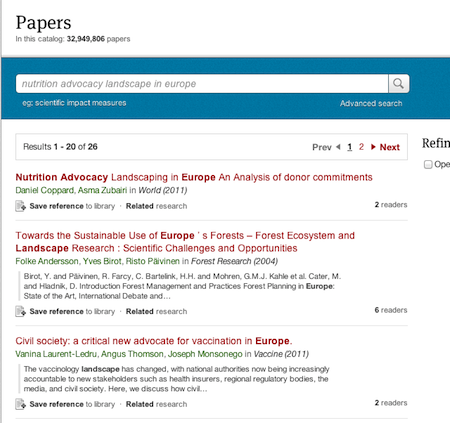 Papers
In this catalog: 32,949,806 papers
nutrition advocacy landscape in europe
eg: scientific impact measures
Advanced search
Results 1 - 20 of 26
Prev 1 2 Next
Refin
Ope
Nutrition Advocacy Landscaping in Europe An Analysis of donor commitments
Daniel Coppard, Asma Zubairi in World (2011)
Save reference to library · Related research
2 readers
Towards the Sustainable Use of Europe ´ s Forests – Forest Ecosystem and
Landscape Research : Scientific Challenges and Opportunities
Folke Andersson, Yves Birot, Risto Päivinen in Forest Research (2004)
Birot, Y. and Päivinen, R. Farcy, C. Bartelink, H.H. and Mohren, G.M.J. Kahle et al. Cater, M.
and Hladnik, D. Introduction Forest Management and Practices Forest Planning in Europe:
State of the Art, International Debate and...
Save reference to library · Related research
6 readers
Civil society: a critical new advocate for vaccination in Europe.
Vanina Laurent-Ledru, Angus Thomson, Joseph Monsonego in Vaccine (2011)
The vaccinology landscape has changed, with national authorities now being increasingly
accountable to new stakeholders such as health insurers, regional regulatory bodies, the
media, and civil society. Here, we discuss how civil...
Save reference to library · Related research
2 readers